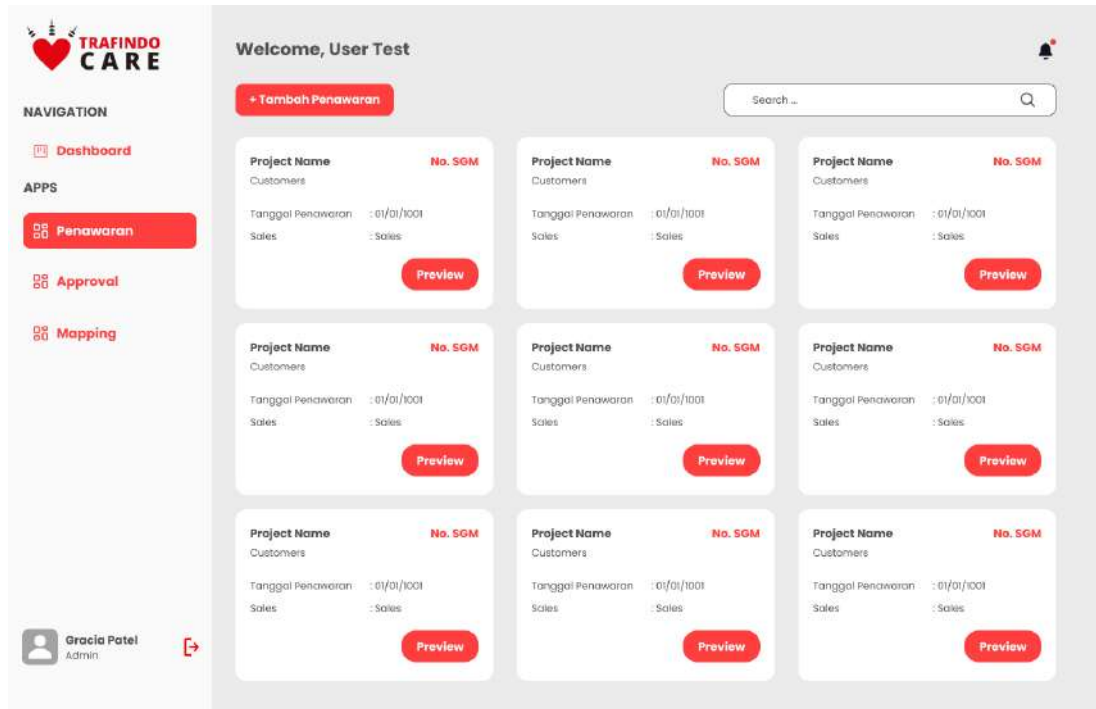 TRAFINDO
CARE
NAVIGATION
Dashboard
APPS
Penawaran
Approval
Mapping
Gracia Patel
Admin
Welcome, User Test
+ Tambah Penawaran
Search ...
Project Name No. SGM
Customers
Tanggal Penawaran : 01/01/1001
Sales : Sales
Preview
Project Name No. SGM
Customers
Tanggal Penawaran : 01/01/1001
Sales : Sales
Preview
Project Name No. SGM
Customers
Tanggal Penawaran : 01/01/1001
Sales : Sales
Preview
Project Name No. SGM
Customers
Tanggal Penawaran : 01/01/1001
Sales : Sales
Preview
Project Name No. SGM
Customers
Tanggal Penawaran : 01/01/1001
Sales : Sales
Preview
Project Name No. SGM
Customers
Tanggal Penawaran : 01/01/1001
Sales : Sales
Preview
Project Name No. SGM
Customers
Tanggal Penawaran : 01/01/1001
Sales : Sales
Preview
Project Name No. SGM
Customers
Tanggal Penawaran : 01/01/1001
Sales : Sales
Preview
Project Name No. SGM
Customers
Tanggal Penawaran : 01/01/1001
Sales : Sales
Preview